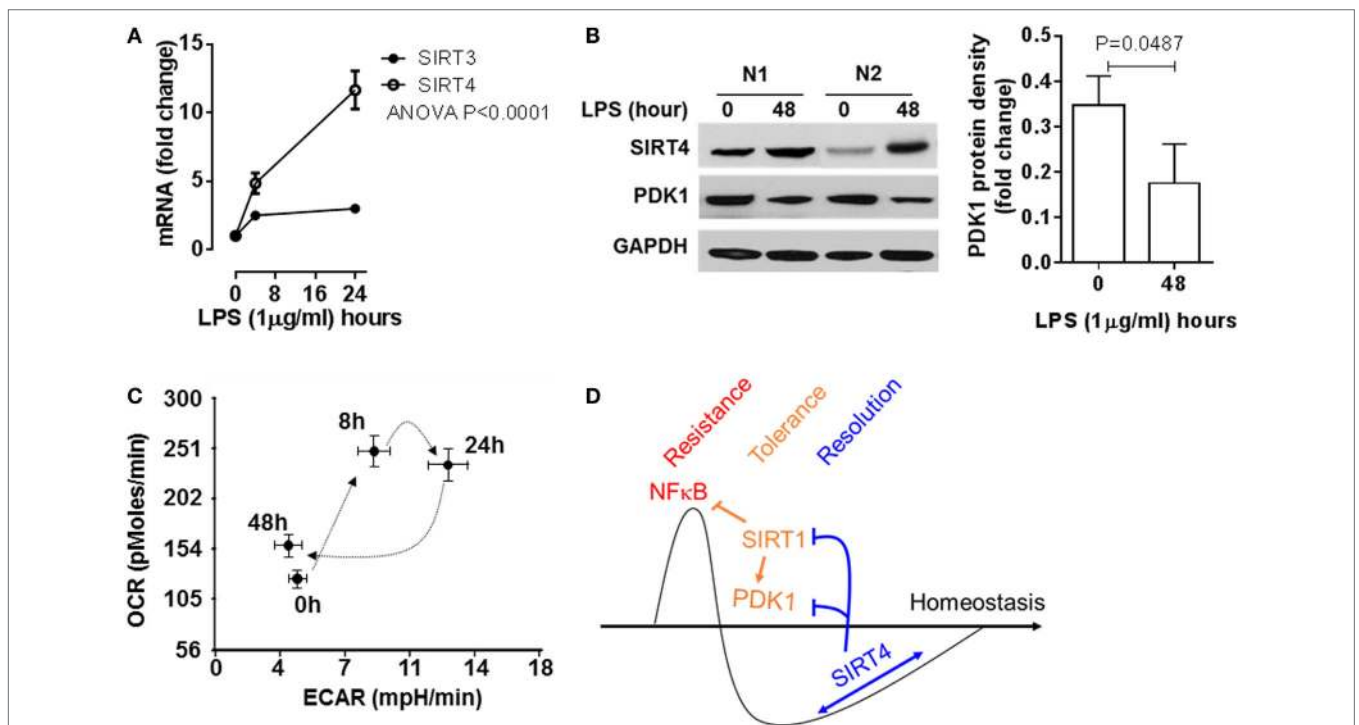 A
15
10
5
0
mRNA (fold change)
SIRT3
SIRT4
ANOVA P<0.0001
0 8 16 24
LPS (1μg/ml) hours
B
N1 N2
LPS (hour) 0 48 0 48
SIRT4
PDK1
GAPDH
PDK1 protein density
(fold change)
0.5
0.4
0.3
0.2
0.1
0.0
P=0.0487
0 48
LPS (1μg/ml) hours
C
OCR (pMoles/min)
300
251
202
154
105
56
8h
24h
48h
0h
0 4 7 11 14 18
ECAR (mpH/min)
D
Resistance
Tolerance
Resolution
NFκB
SIRT1
PDK1
Homeostasis
SIRT4